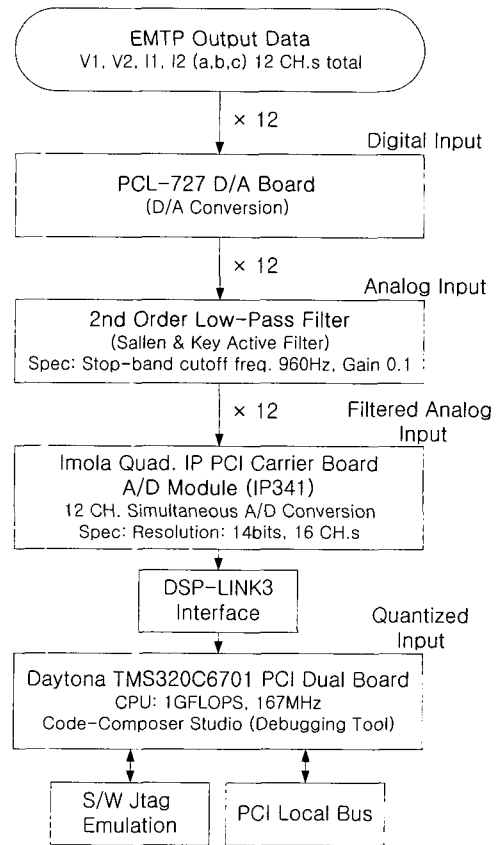 EMTP Output Data
V1, V2, I1, I2 (a,b,c) 12 CH.s total
× 12
Digital Input
PCL-727 D/A Board
(D/A Conversion)
× 12
Analog Input
2nd Order Low-Pass Filter
(Sallen & Key Active Filter)
Spec: Stop-band cutoff freq. 960Hz, Gain 0.1
× 12
Filtered Analog
Input
Imola Quad. IP PCI Carrier Board
A/D Module (IP341)
12 CH. Simultaneous A/D Conversion
Spec: Resolution: 14bits, 16 CH.s
DSP-LINK3
Interface
Quantized
Input
Daytona TMS320C6701 PCI Dual Board
CPU: 1GFLOPS, 167MHz
Code-Composer Studio (Debugging Tool)
S/W Jtag
Emulation
PCI Local Bus